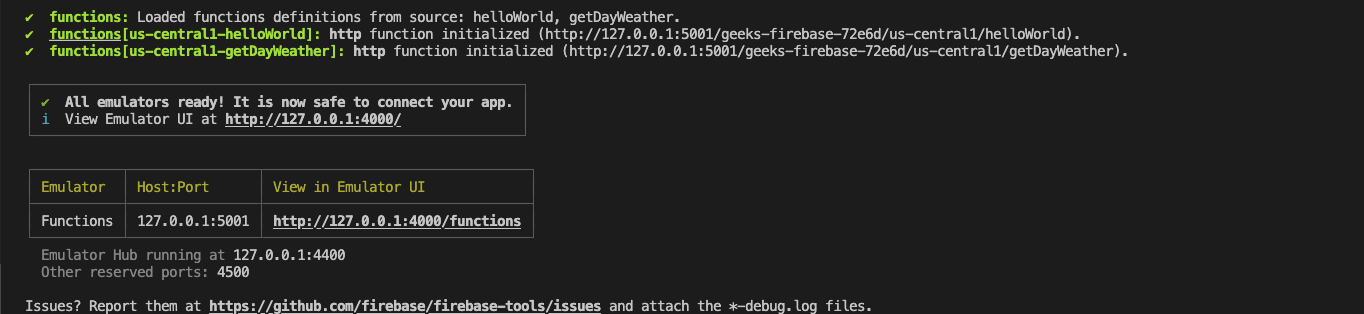 ✔ functions: Loaded functions definitions from source: helloWorld, getDayWeather.
✔ functions[us-central1-helloWorld]: http function initialized (http://127.0.0.1:5001/geeks-firebase-72e6d/us-central1/helloWorld).
✔ functions[us-central1-getDayWeather]: http function initialized (http://127.0.0.1:5001/geeks-firebase-72e6d/us-central1/getDayWeather).
✔ All emulators ready! It is now safe to connect your app.
i View Emulator UI at http://127.0.0.1:4000/
Emulator Host:Port View in Emulator UI
Functions 127.0.0.1:5001 http://127.0.0.1:4000/functions
Emulator Hub running at 127.0.0.1:4400
Other reserved ports: 4500
Issues? Report them at https://github.com/firebase/firebase-tools/issues and attach the *-debug.log files.